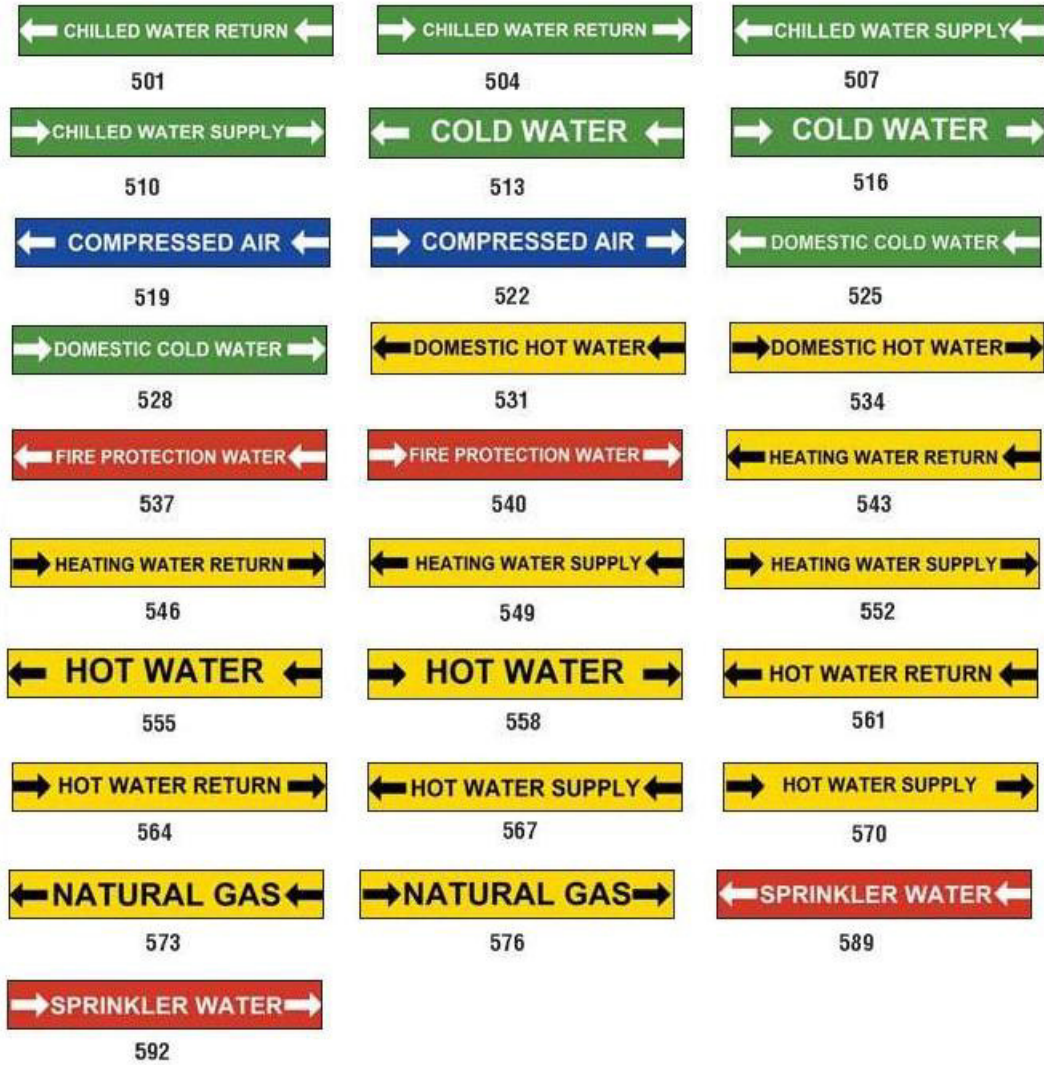 CHILLED WATER RETURN
CHILLED WATER RETURN
CHILLED WATER SUPPLY
501
504
507
CHILLED WATER SUPPLY
COLD WATER
COLD WATER
510
513
516
COMPRESSED AIR
COMPRESSED AIR
DOMESTIC COLD WATER
519
522
525
DOMESTIC COLD WATER
DOMESTIC HOT WATER
DOMESTIC HOT WATER
528
531
534
FIRE PROTECTION WATER
FIRE PROTECTION WATER
HEATING WATER RETURN
537
540
543
HEATING WATER RETURN
HEATING WATER SUPPLY
HEATING WATER SUPPLY
546
549
552
HOT WATER
HOT WATER
HOT WATER RETURN
555
558
561
HOT WATER RETURN
HOT WATER SUPPLY
HOT WATER SUPPLY
564
567
570
NATURAL GAS
NATURAL GAS
SPRINKLER WATER
573
576
589
SPRINKLER WATER
592